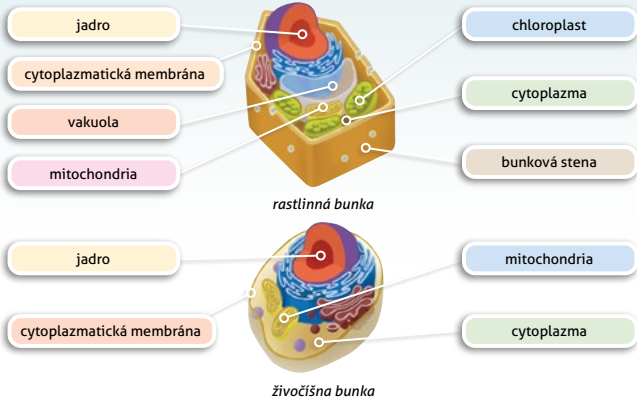 jadro
cytoplazmatická membrána
vakuola
mitochondria
chloroplast
cytoplazma
bunková stena
rastlinná bunka
jadro
cytoplazmatická membrána
mitochondria
cytoplazma
živočíšna bunka